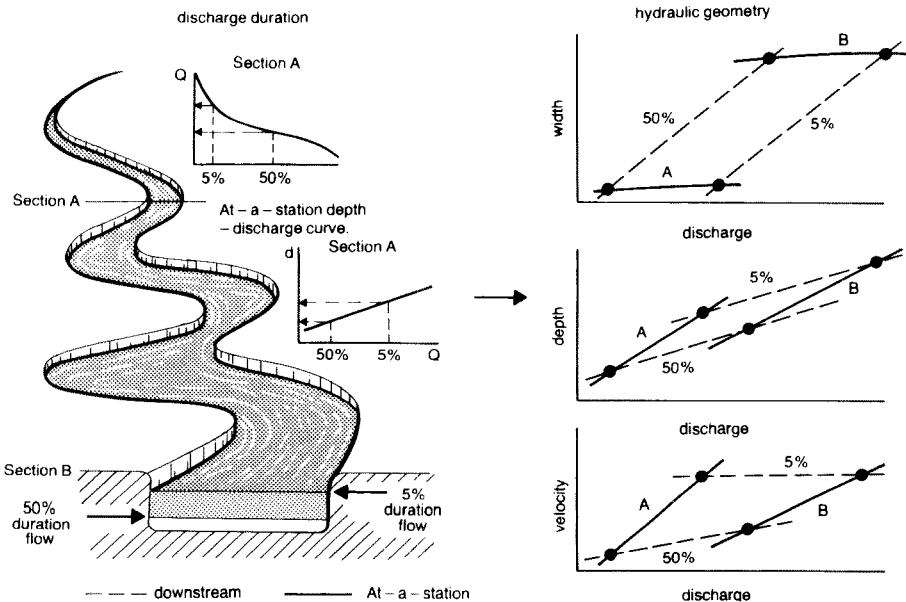 discharge duration
Q
Section A
5%
50%
Section A
At – a – station depth
– discharge curve.
d
Section A
50%
5%
Q
Section B
50%
duration
flow
5%
duration
flow
downstream
At – a – station
hydraulic geometry
width
B
50%
5%
A
discharge
depth
5%
A
B
50%
discharge
velocity
5%
A
B
50%
discharge